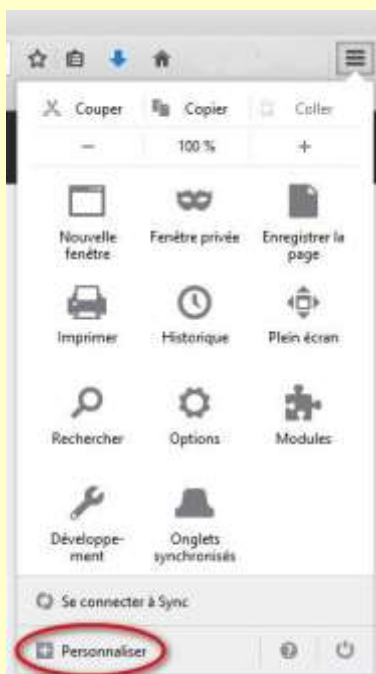 Couper Copier Coller
− 100 % +
Nouvelle Fenêtre privée Enregistrer la
fenêtre page
Imprimer Historique Plein écran
Rechercher Options Modules
Développe- Onglets
ment synchronisés
Se connecter à Sync
Personnaliser